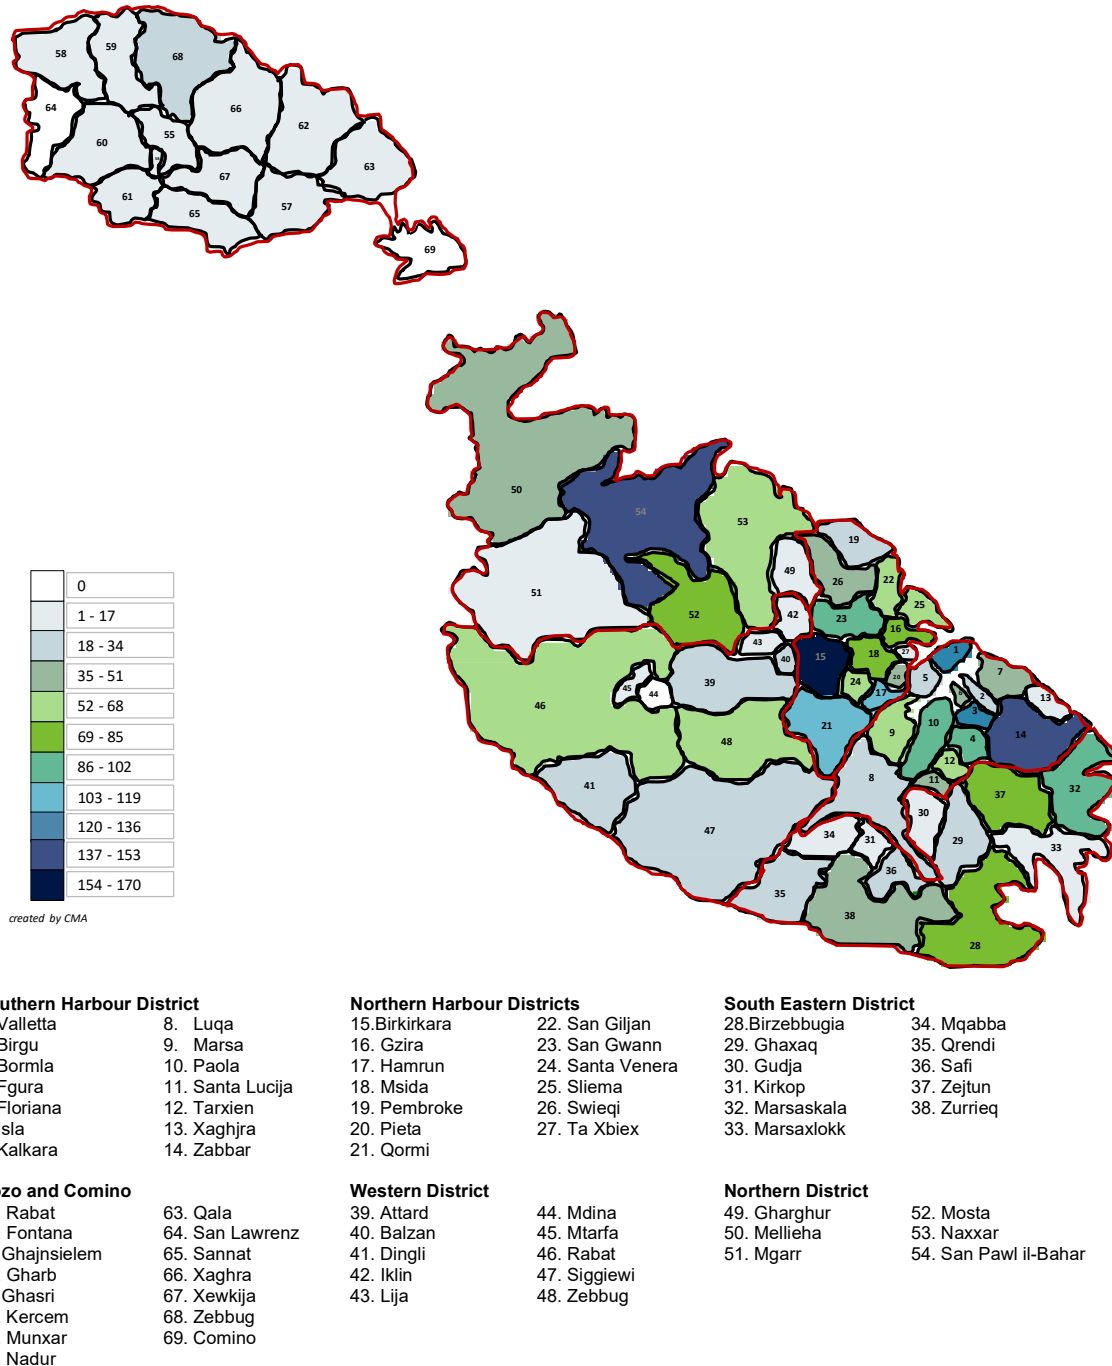 58
59
68
64
66
55
62
60
63
67
61
57
65
69
50
54
53
19
49
26
22
51
25
52
42
23
16
43
18
27
1
40
15
20
7
39
24
5
45
44
17
2
13
46
10
3
21
9
4
14
48
12
8
11
41
32
37
30
47
34
31
29
33
36
35
38
28
0
1 - 17
18 - 34
35 - 51
52 - 68
69 - 85
86 - 102
103 - 119
120 - 136
137 - 153
154 - 170
created by CMA
uthern Harbour District
Valletta
Birgu
Bormla
Fgura
Floriana
sla
Kalkara
8. Luqa
9. Marsa
10. Paola
11. Santa Lucija
12. Tarxien
13. Xaghjra
14. Zabbar
Northern Harbour Districts
15.Birkirkara
16. Gzira
17. Hamrun
18. Msida
19. Pembroke
20. Pieta
21. Qormi
22. San Giljan
23. San Gwann
24. Santa Venera
25. Sliema
26. Swieqi
27. Ta Xbiex
South Eastern District
28.Birzebbugia
29. Ghaxaq
30. Gudja
31. Kirkop
32. Marsaskala
33. Marsaxlokk
34. Mqabba
35. Qrendi
36. Safi
37. Zejtun
38. Zurrieq
ozo and Comino
. Rabat
. Fontana
Ghajnsielem
. Gharb
Ghasri
. Kercem
. Munxar
. Nadur
63. Qala
64. San Lawrenz
65. Sannat
66. Xaghra
67. Xewkija
68. Zebbug
69. Comino
Western District
39. Attard
40. Balzan
41. Dingli
42. Iklin
43. Lija
44. Mdina
45. Mtarfa
46. Rabat
47. Siggiewi
48. Zebbug
Northern District
49. Gharghur
50. Mellieha
51. Mgarr
52. Mosta
53. Naxxar
54. San Pawl il-Bahar